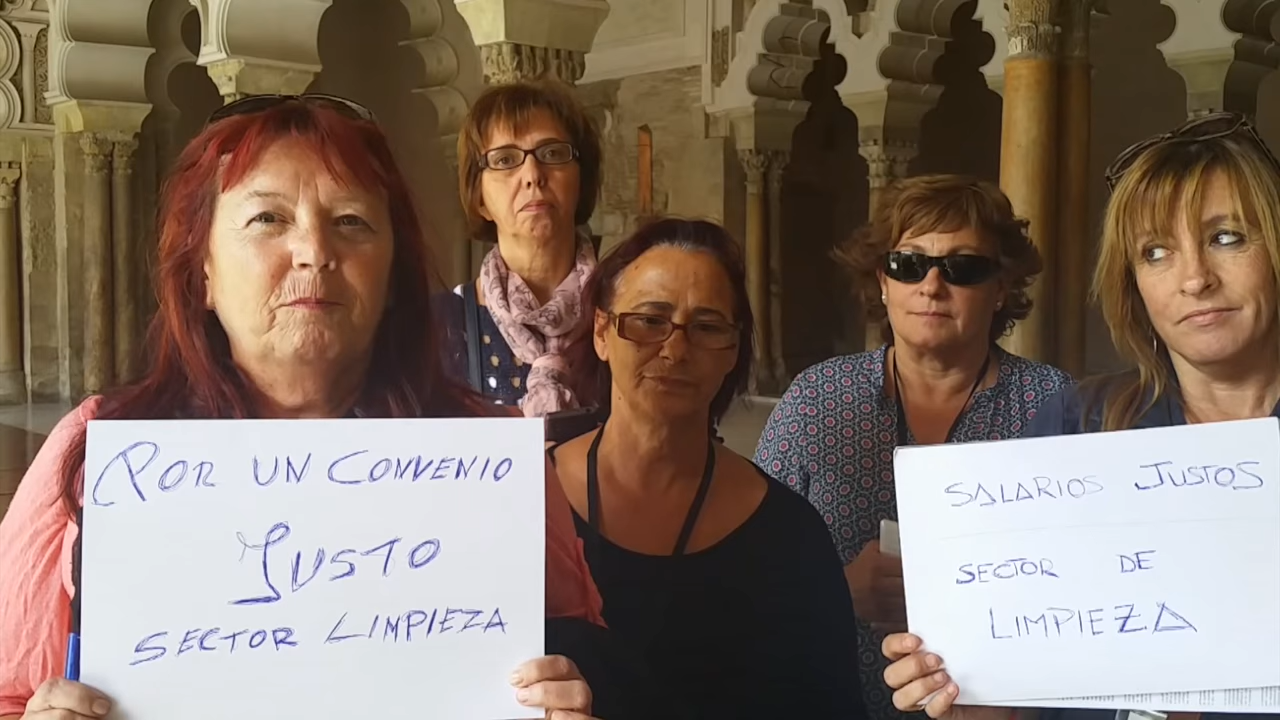 POR UN CONVENIO
JUSTO
SECTOR LIMPIEZA
SALARIOS JUSTOS
SECTOR DE
LIMPIEZA